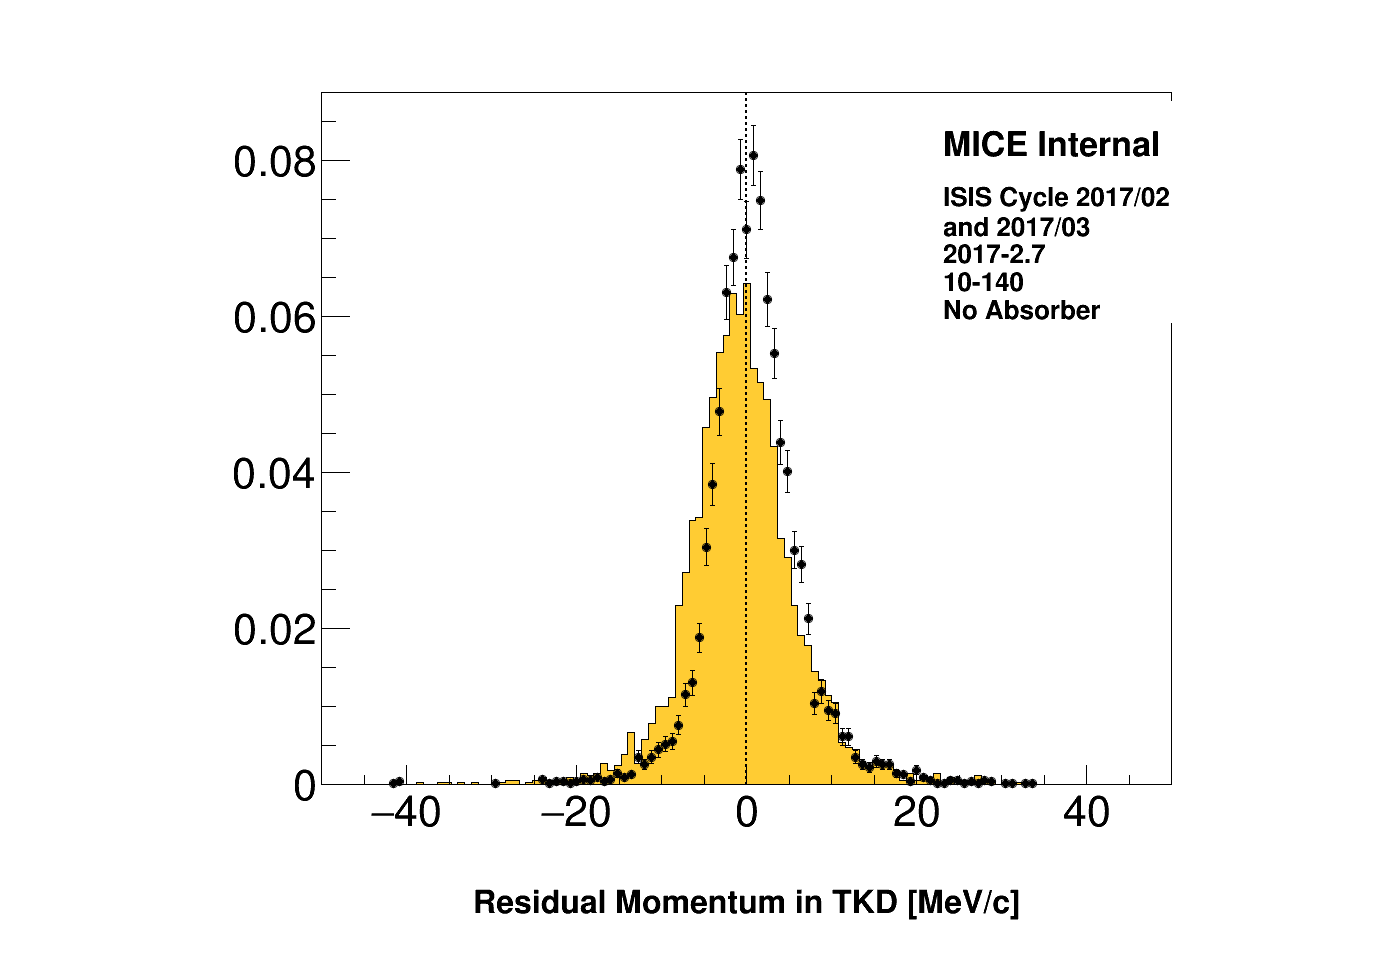 MICE Internal
ISIS Cycle 2017/02
and 2017/03
2017-2.7
10-140
No Absorber
0.08
0.06
0.04
0.02
0
−40 −20 0 20 40
Residual Momentum in TKD [MeV/c]